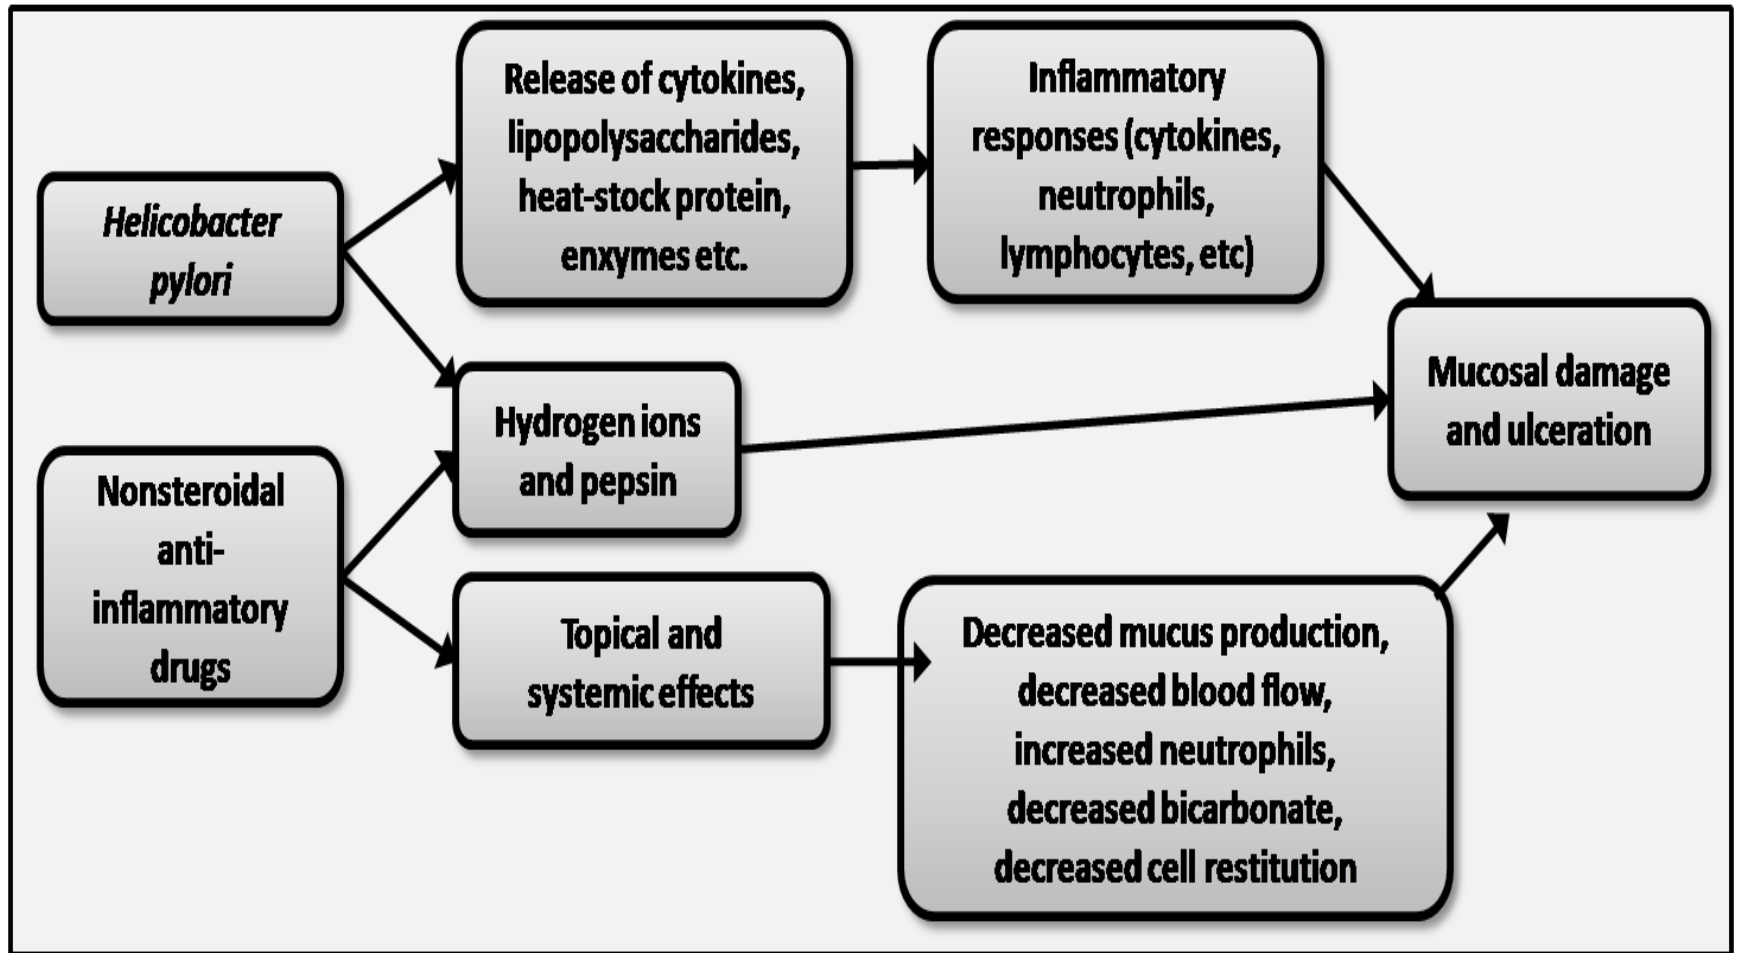 Release of cytokines,
lipopolysaccharides,
heat-stock protein,
enxymes etc.
Inflammatory
responses (cytokines,
neutrophils,
lymphocytes, etc)
Helicobacter
pylori
Hydrogen ions
and pepsin
Mucosal damage
and ulceration
Nonsteroidal
anti-
inflammatory
drugs
Topical and
systemic effects
Decreased mucus production,
decreased blood flow,
increased neutrophils,
decreased bicarbonate,
decreased cell restitution